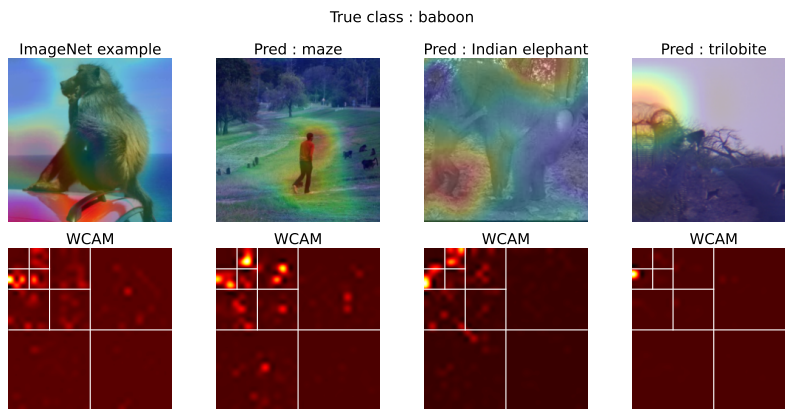 True class : baboon
ImageNet example
Pred : maze
Pred : Indian elephant
Pred : trilobite
WCAM
WCAM
WCAM
WCAM